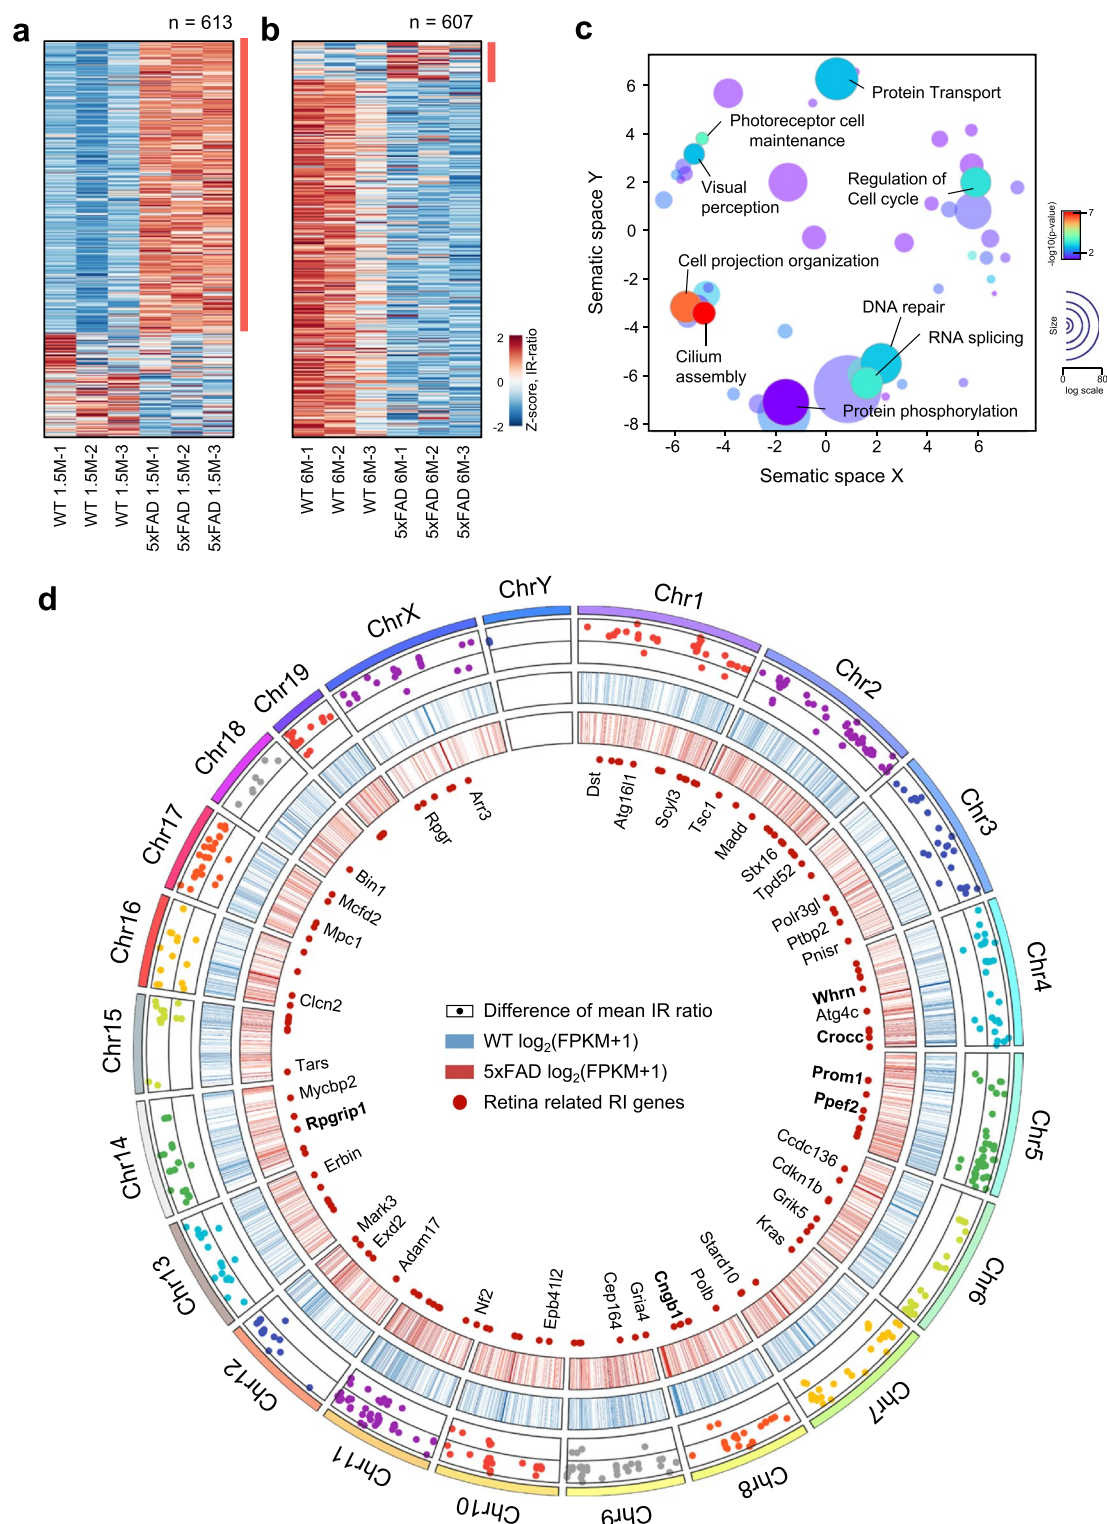 a
n = 613
b
n = 607
c
WT 1.5M-1
WT 1.5M-2
WT 1.5M-3
5xFAD 1.5M-1
5xFAD 1.5M-2
5xFAD 1.5M-3
WT 6M-1
WT 6M-2
WT 6M-3
5xFAD 6M-1
5xFAD 6M-2
5xFAD 6M-3
2
0
-2
Z-score, IR-ratio
Sematic space Y
6
4
2
0
-2
-4
-6
-8
-6
-4
-2
0
2
4
6
Sematic space X
Protein Transport
Photoreceptor cell
maintenance
Visual
perception
Regulation of
Cell cycle
Cell projection organization
DNA repair
RNA splicing
Cilium
assembly
Protein phosphorylation
-log10(p-value)
7
2
Size
0
80
log scale
d
ChrY
Chr1
Chr2
Chr3
Chr4
Chr5
Chr6
Chr7
Chr8
Chr9
Chr10
Chr11
Chr12
Chr13
Chr14
Chr15
Chr16
Chr17
Chr18
Chr19
ChrX
Dst
Atg16l1
Scyl3
Tsc1
Madd
Stx16
Tpd52
Polr3gl
Ptbp2
Pnisr
Whrn
Atg4c
Crocc
Prom1
Ppef2
Ccdc136
Cdkn1b
Grik5
Kras
Stard10
Polb
Cngb1
Gria4
Cep164
Epb41l2
Nf2
Adam17
Exd2
Mark3
Erbin
Rpgrip1
Mycbp2
Tars
Clcn2
Mpc1
Mcfd2
Bin1
Rpgr
Arr3
Difference of mean IR ratio
WT log2(FPKM+1)
5xFAD log2(FPKM+1)
Retina related RI genes